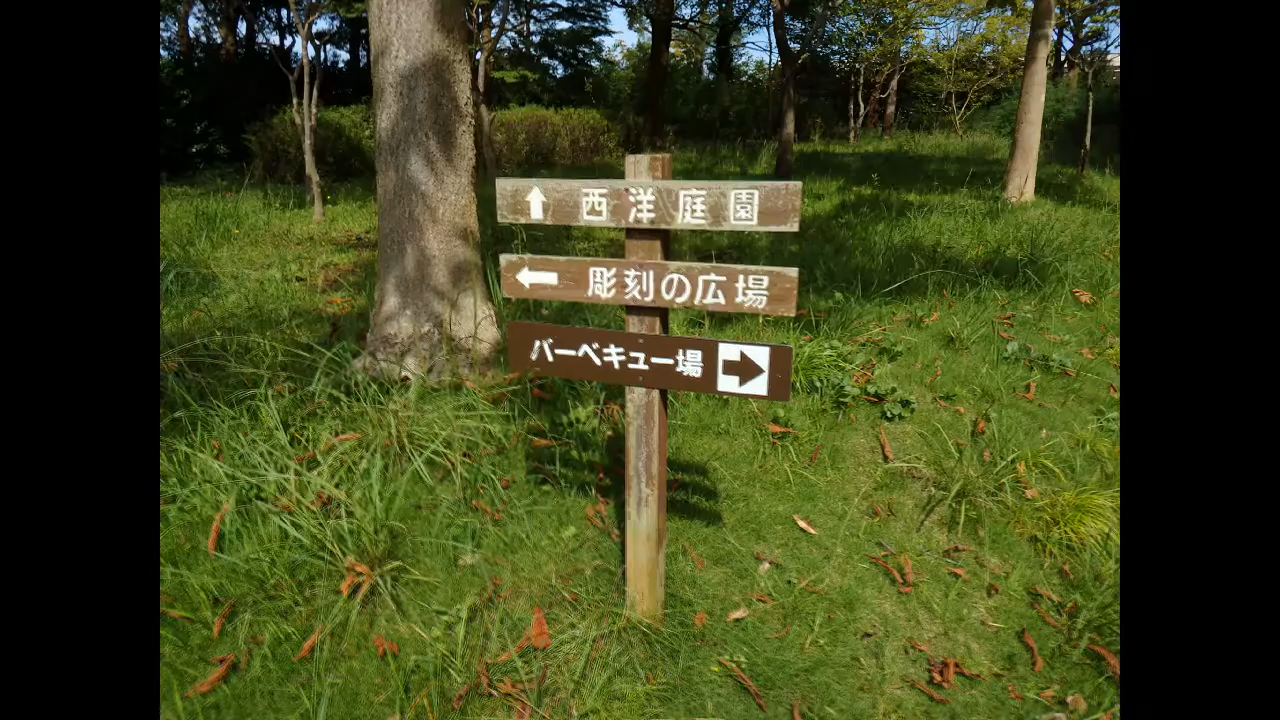 ↑ 西洋庭園
← 彫刻の広場
バーベキュー場 →